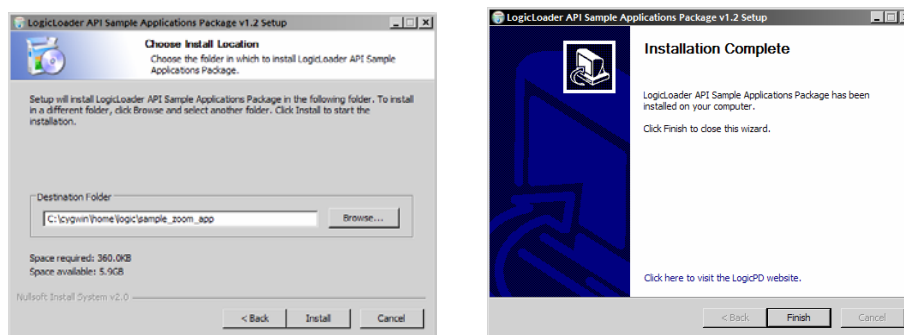 LogicLoader API Sample Applications Package v1.2 Setup
Choose Install Location
Choose the folder in which to install LogicLoader API Sample
Applications Package.
Setup will install LogicLoader API Sample Applications Package in the following folder. To install
in a different folder, click Browse and select another folder. Click Install to start the
installation.
Destination Folder
C:\cygwin\home\logic\sample_zoom_app
Browse...
Space required: 360.0KB
Space available: 5.9GB
Nullsoft Install System v2.0
< Back
Install
Cancel
LogicLoader API Sample Applications Package v1.2 Setup
Installation Complete
LogicLoader API Sample Applications Package has been
installed on your computer.
Click Finish to close this wizard.
Click here to visit the LogicPD website.
< Back
Finish
Cancel